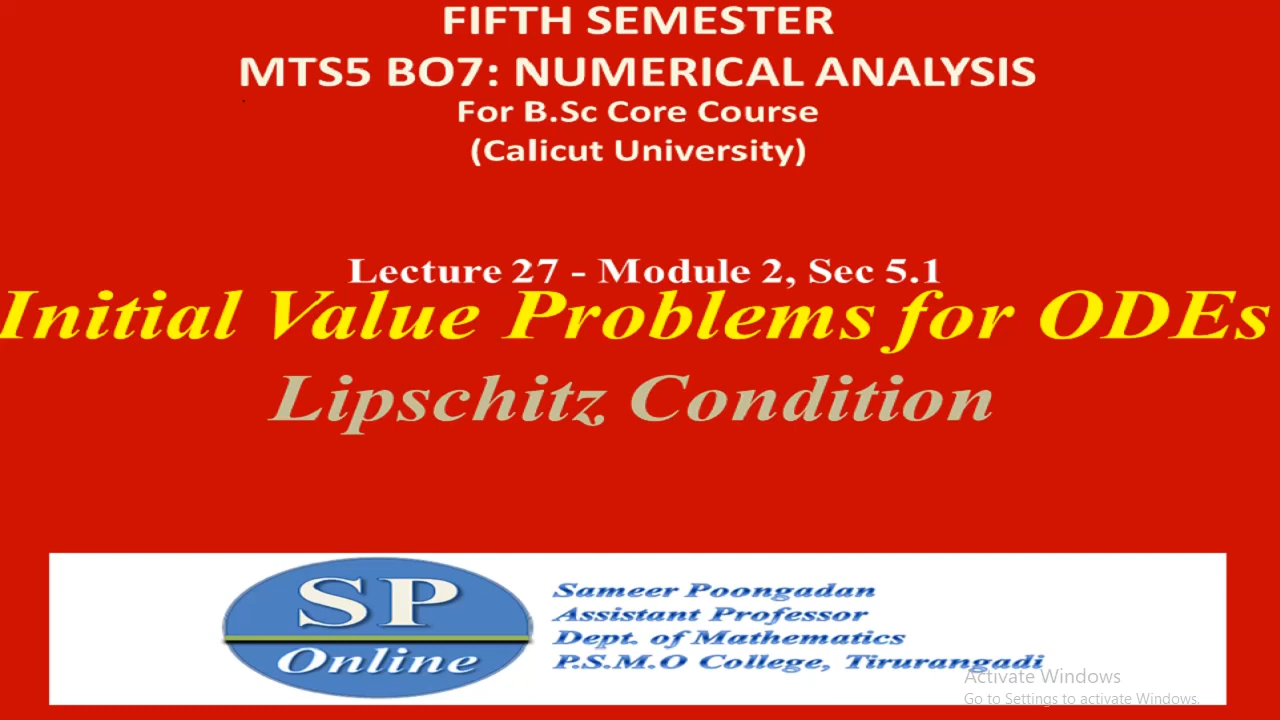 FIFTH SEMESTER
MTS5 BO7: NUMERICAL ANALYSIS
For B.Sc Core Course
(Calicut University)
Lecture 27 - Module 2, Sec 5.1
Initial Value Problems for ODEs
Lipschitz Condition
SP
Online
Sameer Poongadan
Assistant Professor
Dept. of Mathematics
P.S.M.O College, Tirurangadi
Activate Windows
Go to Settings to activate Windows.